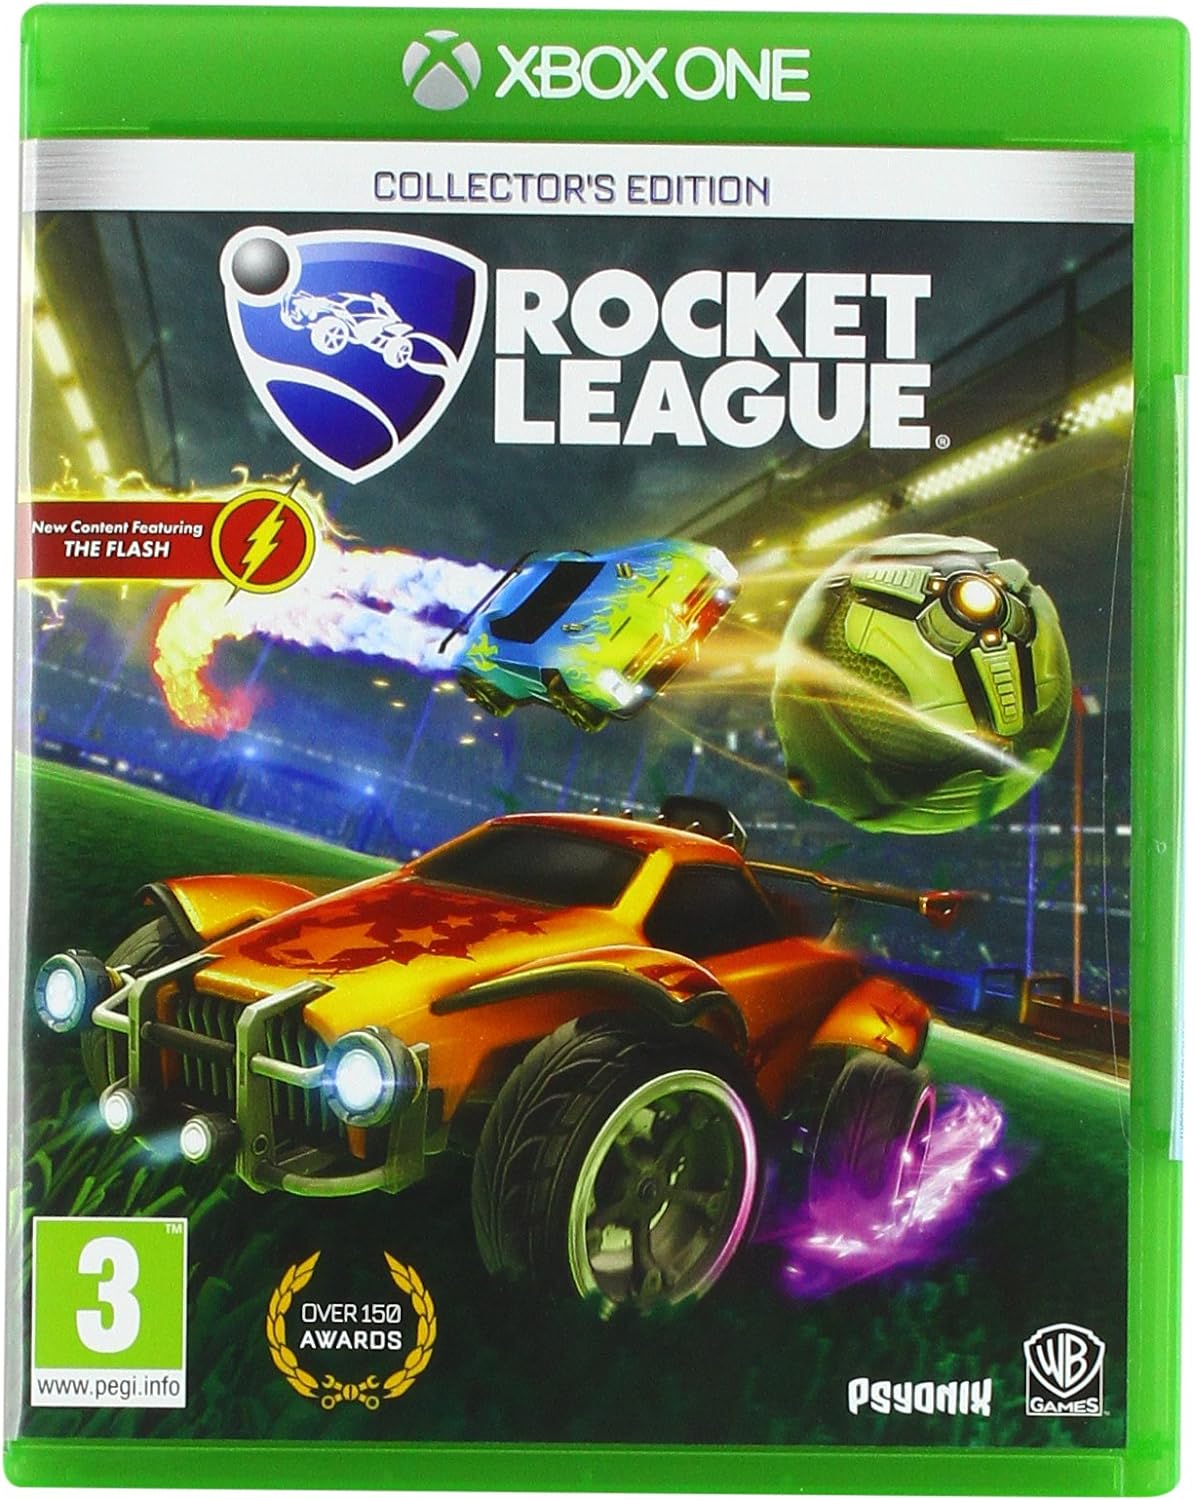 XBOX ONE
COLLECTOR'S EDITION
ROCKET
LEAGUE®
New Content Featuring
THE FLASH
3
TM
www.pegi.info
OVER 150
AWARDS
PSYONIX
WB
GAMES